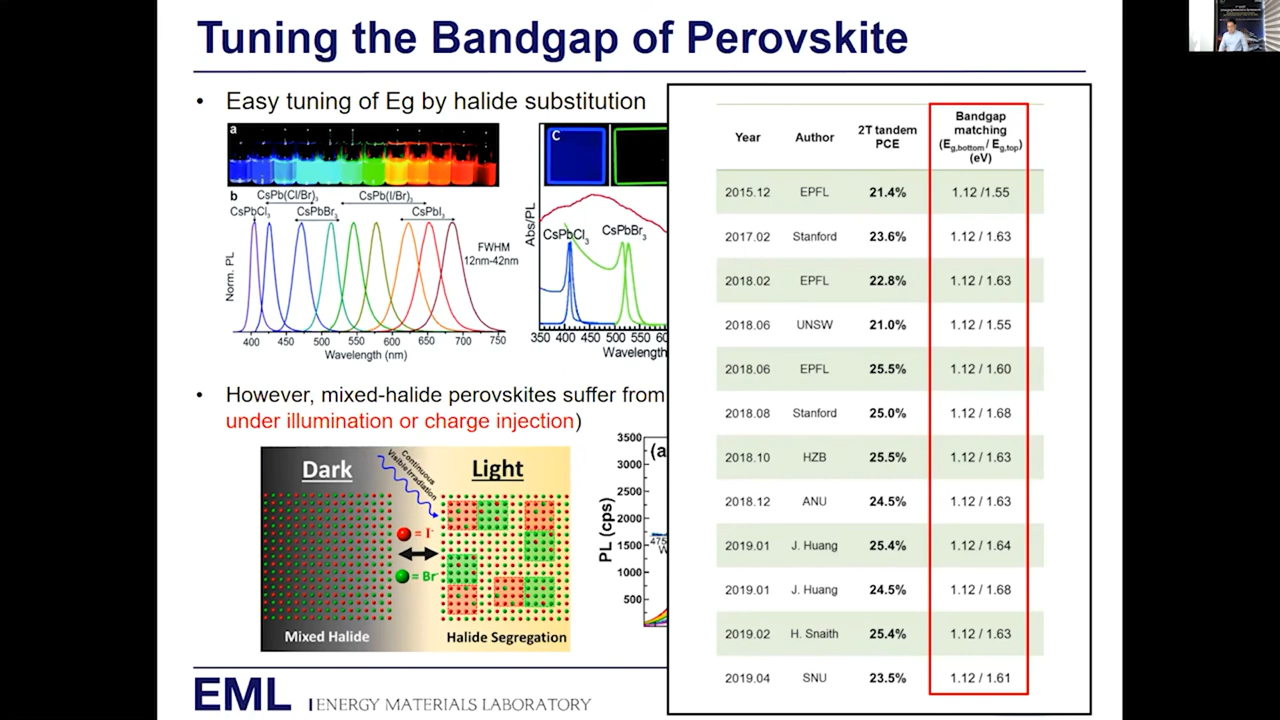 Tuning the Bandgap of Perovskite
• Easy tuning of Eg by halide substitution
a
b
CsPb(Cl/Br)3
CsPb(I/Br)3
CsPbCl3
CsPbBr3
CsPbI3
FWHM
12nm-42nm
Norm. PL
400 450 500 550 600 650 700 750
Wavelength (nm)
C
Abs/PL
CsPbCl3
CsPbBr3
350 400 450 500 550 60
Wavelength
• However, mixed-halide perovskites suffer from
under illumination or charge injection)
Dark
Continuous
Visible Irradiation
Light
= I-
= Br-
Mixed Halide
Halide Segregation
(a
PL (cps)
3500
3000
2500
2000
1500
1000
500
475
W
Year Author 2T tandem PCE Bandgap matching (Eg,bottom / Eg,top) (eV)
2015.12 EPFL 21.4% 1.12 /1.55
2017.02 Stanford 23.6% 1.12 / 1.63
2018.02 EPFL 22.8% 1.12 / 1.63
2018.06 UNSW 21.0% 1.12 / 1.55
2018.06 EPFL 25.5% 1.12 / 1.60
2018.08 Stanford 25.0% 1.12 / 1.68
2018.10 HZB 25.5% 1.12 / 1.63
2018.12 ANU 24.5% 1.12 / 1.63
2019.01 J. Huang 25.4% 1.12 / 1.64
2019.01 J. Huang 24.5% 1.12 / 1.68
2019.02 H. Snaith 25.4% 1.12 / 1.63
2019.04 SNU 23.5% 1.12 / 1.61
EML | ENERGY MATERIALS LABORATORY